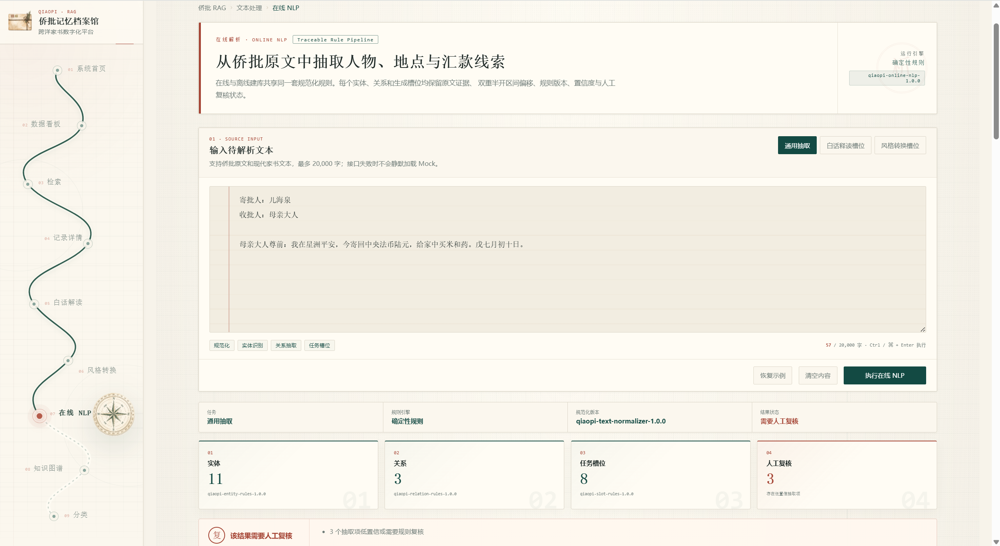 QIAOPI · RAG
侨批记忆档案馆
跨洋家书数字化平台
01 系统首页
02 数据看板
03 检索
04 记录详情
05 白话解读
06 风格转换
07 在线 NLP
08 知识图谱
09 分类
侨批 RAG › 文本处理 › 在线 NLP
在线解析 · ONLINE NLP Traceable Rule Pipeline
从侨批原文中抽取人物、地点与汇款线索
在线与离线建库共享同一套规范化规则。每个实体、关系和生成槽位均保留原文证据、 双重半开区间偏移、规则版本、置信度与人工
复核状态。
析
运行引擎
确定性规则
qiaopi-online-nlp-
1.0.0
01 · SOURCE INPUT
输入待解析文本
支持侨批原文和现代家书文本，最多 20,000 字；接口失败时不会静默加载 Mock。
通用抽取 白话释读槽位 风格转换槽位
寄批人：儿海泉
收批人：母亲大人
母亲大人尊前：我在星洲平安，今寄回中央法币陆元，给家中买米和药。戊七月初十日。
规范化 实体识别 关系抽取 任务槽位
57 / 20,000 字 · Ctrl / ⌘ + Enter 执行
恢复示例 清空内容 执行在线 NLP
任务
通用抽取
规则引擎
确定性规则
规范化版本
qiaopi-text-normalizer-1.0.0
结果状态
需要人工复核
01
实体
11
qiaopi-entity-rules-1.0.0
01
02
关系
3
qiaopi-relation-rules-1.0.0
02
03
任务槽位
8
qiaopi-slot-rules-1.0.0
03
04
人工复核
3
存在低置信抽取项
04
复 该结果需要人工复核
• 3 个抽取项低置信或需要规则复核